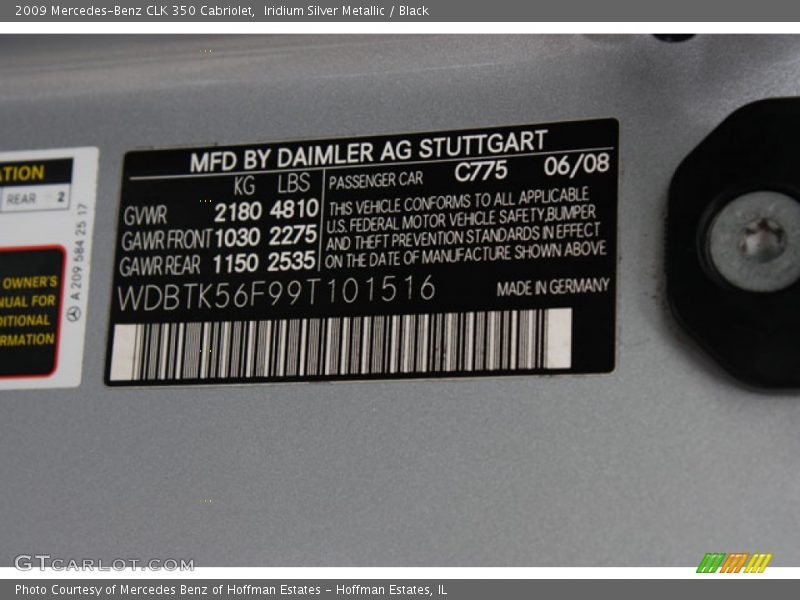 2009 Mercedes-Benz CLK 350 Cabriolet,  Iridium Silver Metallic / Black
ATION
REAR 2
OWNER'S
NUAL FOR
DITIONAL
RMATION
A 209 584 25 17
MFD BY DAIMLER AG STUTTGART
KG LBS PASSENGER CAR C775 06/08
GVWR 2180 4810
GAWR FRONT 1030 2275
GAWR REAR 1150 2535
THIS VEHICLE CONFORMS TO ALL APPLICABLE
U.S. FEDERAL MOTOR VEHICLE SAFETY,BUMPER
AND THEFT PREVENTION STANDARDS IN EFFECT
ON THE DATE OF MANUFACTURE SHOWN ABOVE
WDBTK56F99T101516 MADE IN GERMANY
GTCARLOT.COM
Photo Courtesy of Mercedes Benz of Hoffman Estates - Hoffman Estates, IL